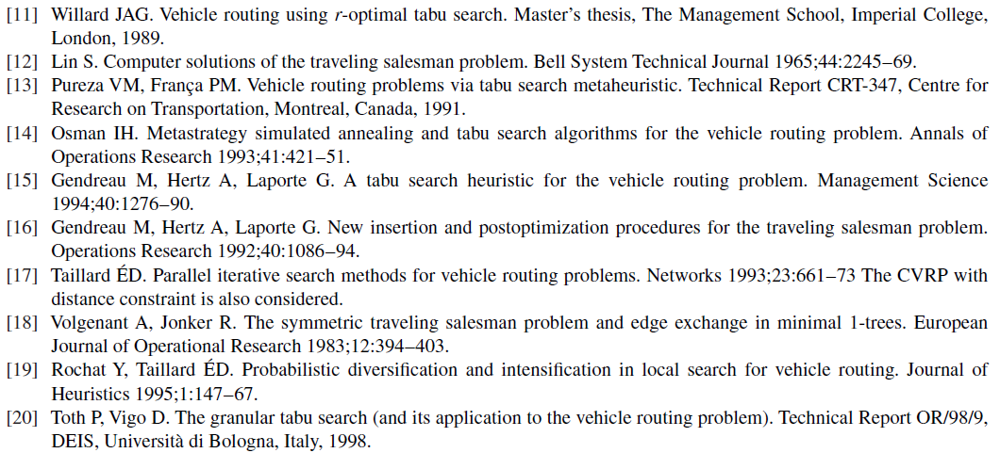 [11] Willard JAG. Vehicle routing using r-optimal tabu search. Master's thesis, The Management School, Imperial College,
London, 1989.
[12] Lin S. Computer solutions of the traveling salesman problem. Bell System Technical Journal 1965;44:2245–69.
[13] Pureza VM, França PM. Vehicle routing problems via tabu search metaheuristic. Technical Report CRT-347, Centre for
Research on Transportation, Montreal, Canada, 1991.
[14] Osman IH. Metastrategy simulated annealing and tabu search algorithms for the vehicle routing problem. Annals of
Operations Research 1993;41:421–51.
[15] Gendreau M, Hertz A, Laporte G. A tabu search heuristic for the vehicle routing problem. Management Science
1994;40:1276–90.
[16] Gendreau M, Hertz A, Laporte G. New insertion and postoptimization procedures for the traveling salesman problem.
Operations Research 1992;40:1086–94.
[17] Taillard ÉD. Parallel iterative search methods for vehicle routing problems. Networks 1993;23:661–73 The CVRP with
distance constraint is also considered.
[18] Volgenant A, Jonker R. The symmetric traveling salesman problem and edge exchange in minimal 1-trees. European
Journal of Operational Research 1983;12:394–403.
[19] Rochat Y, Taillard ÉD. Probabilistic diversification and intensification in local search for vehicle routing. Journal of
Heuristics 1995;1:147–67.
[20] Toth P, Vigo D. The granular tabu search (and its application to the vehicle routing problem). Technical Report OR/98/9,
DEIS, Università di Bologna, Italy, 1998.